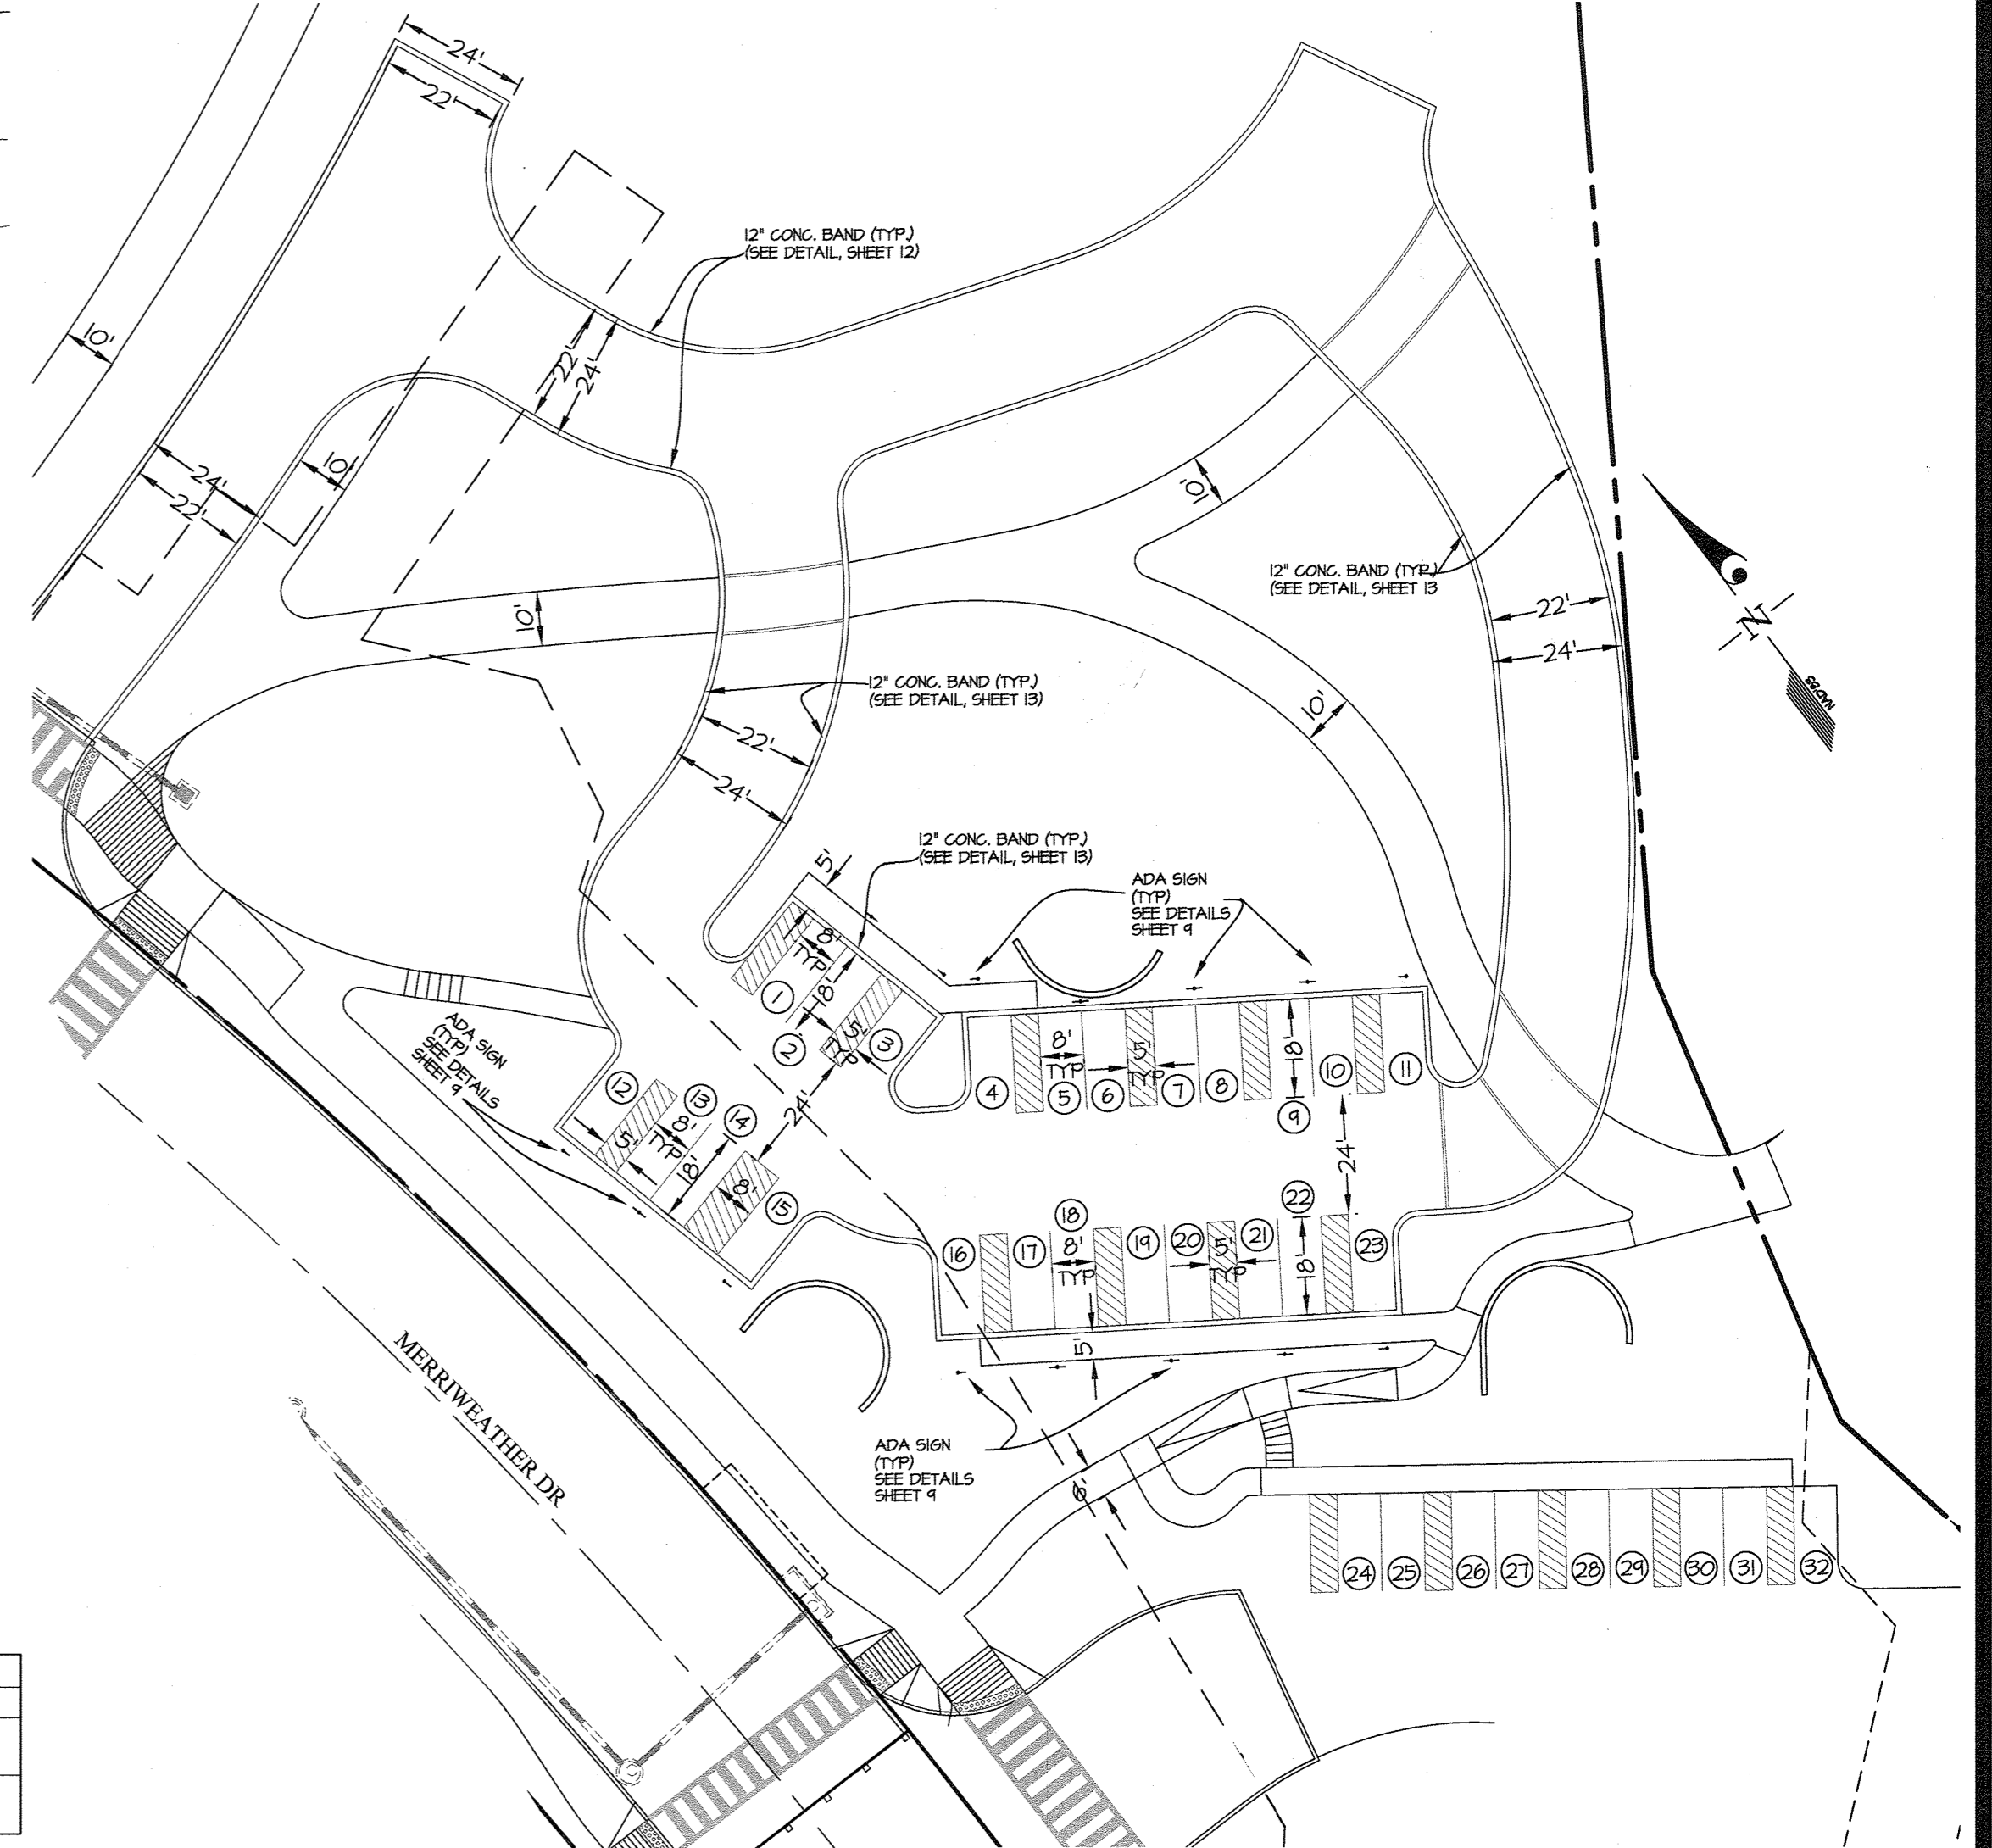 24'
22'
12" CONC. BAND (TYP.)
(SEE DETAIL, SHEET 12)
10'
22'
24'
24'
22'
10'
10'
10'
12" CONC. BAND (TYP.)
(SEE DETAIL, SHEET 13
22'
24'
N
NAD'83
12" CONC. BAND (TYP.)
(SEE DETAIL, SHEET 13)
22'
24'
10'
12" CONC. BAND (TYP.)
(SEE DETAIL, SHEET 13)
5'
ADA SIGN
(TYP)
SEE DETAILS
SHEET 9
8'
TYP
1
18'
2
5'
TYP
3
ADA SIGN
(TYP)
SEE DETAILS
SHEET 9
4
8'
TYP
5
6
5'
TYP
7
8
18'
9
10
11
12
5'
13
8'
TYP
14
18'
8'
15
24'
24'
16
17
18
8'
TYP
19
20
5'
TYP
21
22
18'
23
5'
MERRIWEATHER DR
ADA SIGN
(TYP)
SEE DETAILS
SHEET 9
6'
24
25
26
27
28
29
30
31
32